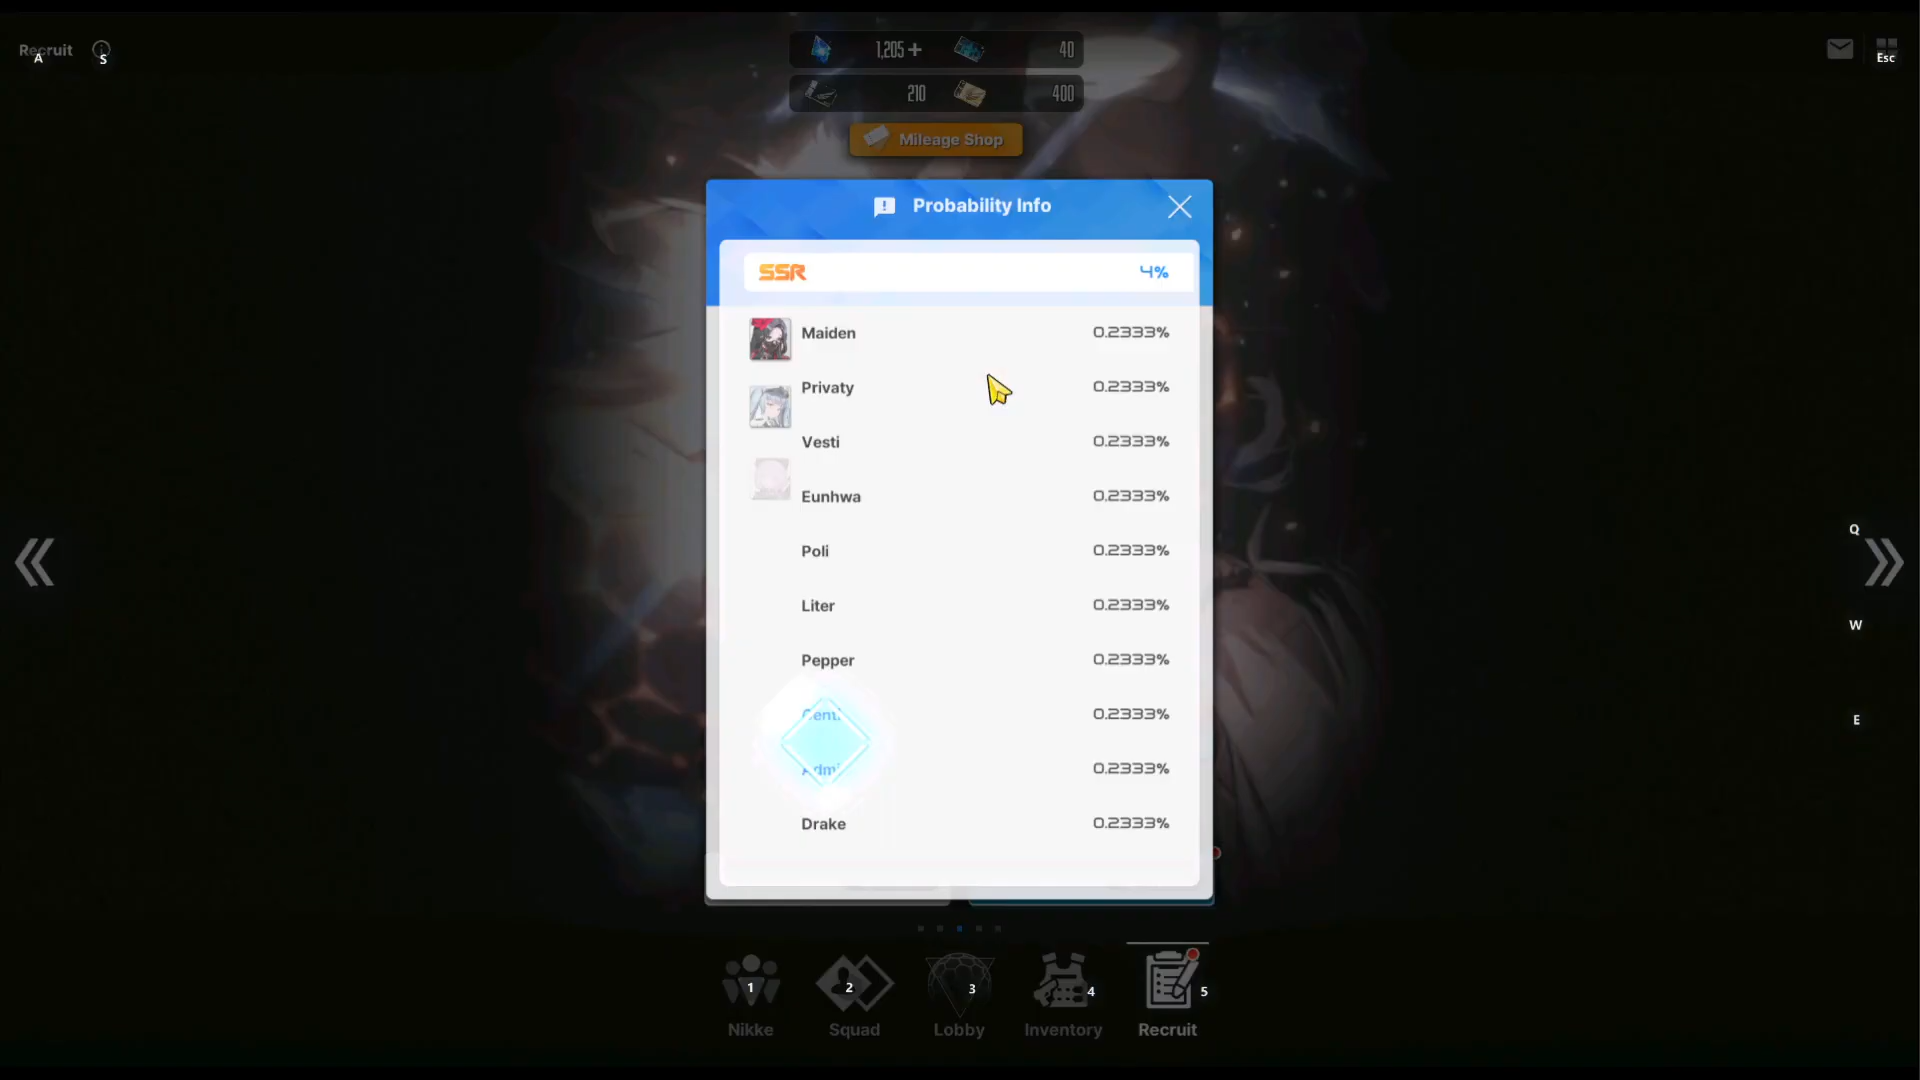 Recruit
A
S
1,205 +
40
210
400
Esc
Mileage Shop
Probability Info
SSR 4%
Maiden 0.2333%
Privaty 0.2333%
Vesti 0.2333%
Eunhwa 0.2333%
Poli 0.2333%
Liter 0.2333%
Pepper 0.2333%
0.2333%
Admi 0.2333%
Drake 0.2333%
Q
W
E
1
2
3
4
5
Nikke
Squad
Lobby
Inventory
Recruit